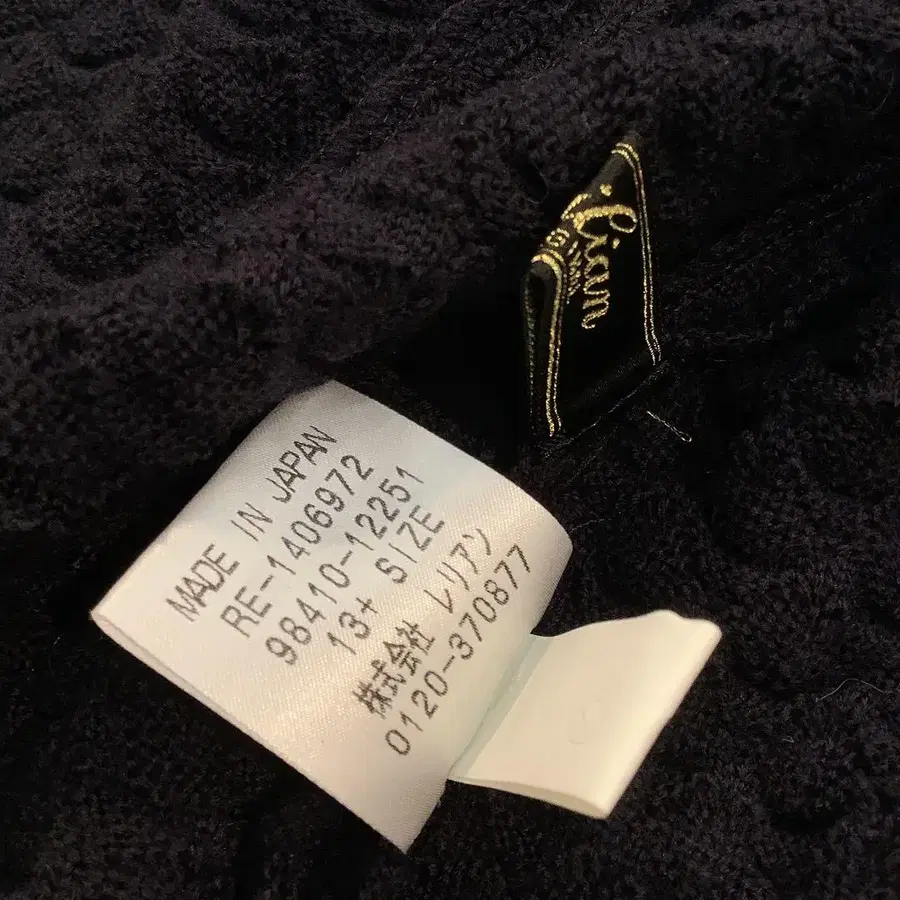 MADE IN JAPAN
RE-1406972
98410-12251
13+ SIZE
株式会社 レリアン
0120-370877